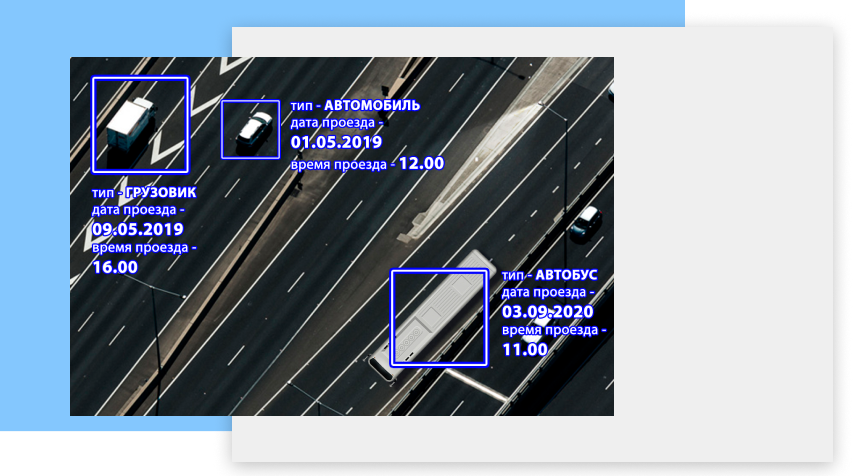 тип - АВТОМОБИЛЬ
дата проезда -
01.05.2019
время проезда - 12.00
тип - ГРУЗОВИК
дата проезда -
09.05.2019
время проезда -
16.00
тип - АВТОБУС
дата проезда -
03.09.2020
время проезда -
11.00